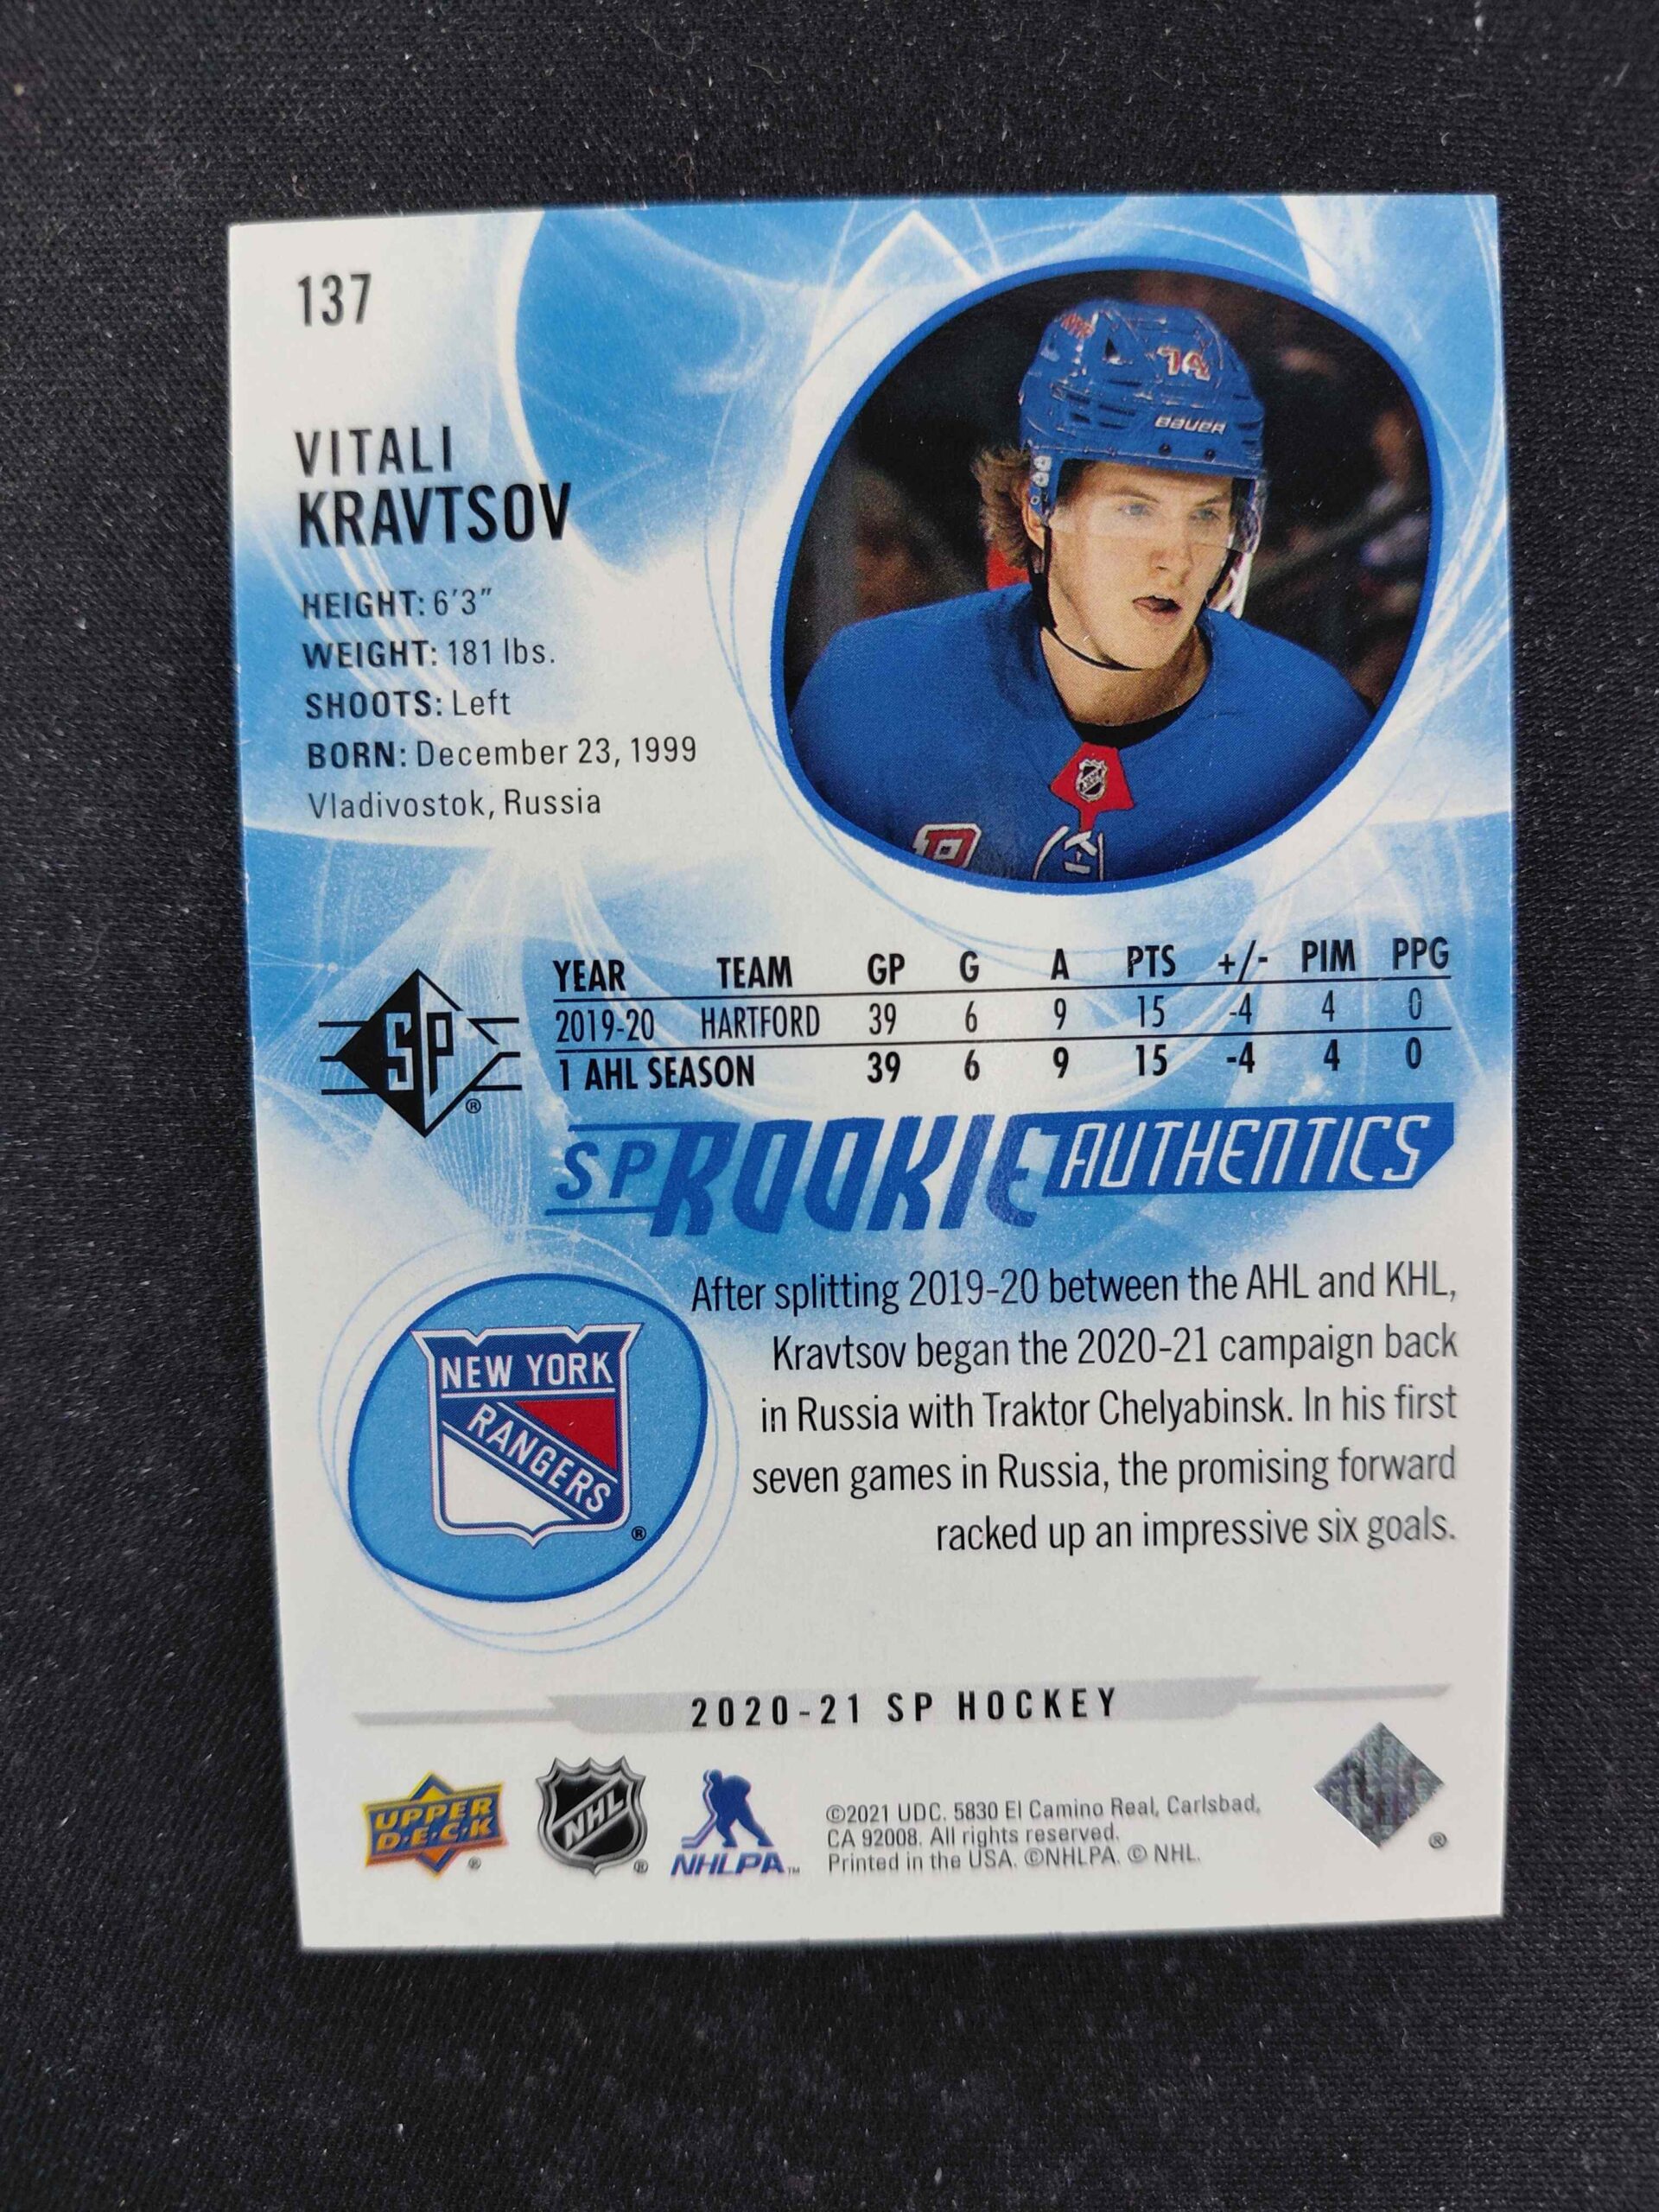 137
VITALI
KRAVTSOV
HEIGHT: 6'3"
WEIGHT: 181 lbs.
SHOOTS: Left
BORN: December 23, 1999
Vladivostok, Russia
74
BAUER
NHL
R
SP®
YEAR TEAM GP G A PTS +/- PIM PPG
2019-20 HARTFORD 39 6 9 15 -4 4 0
1 AHL SEASON 39 6 9 15 -4 4 0
SP ROOKIE AUTHENTICS
After splitting 2019-20 between the AHL and KHL,
Kravtsov began the 2020-21 campaign back
in Russia with Traktor Chelyabinsk. In his first
seven games in Russia, the promising forward
racked up an impressive six goals.
NEW YORK
RANGERS
®
2020-21 SP HOCKEY
UPPER
D·E·C·K
®
NHL
®
NHLPA™
©2021 UDC. 5830 El Camino Real, Carlsbad,
CA 92008. All rights reserved.
Printed in the USA. ©NHLPA. © NHL.
®